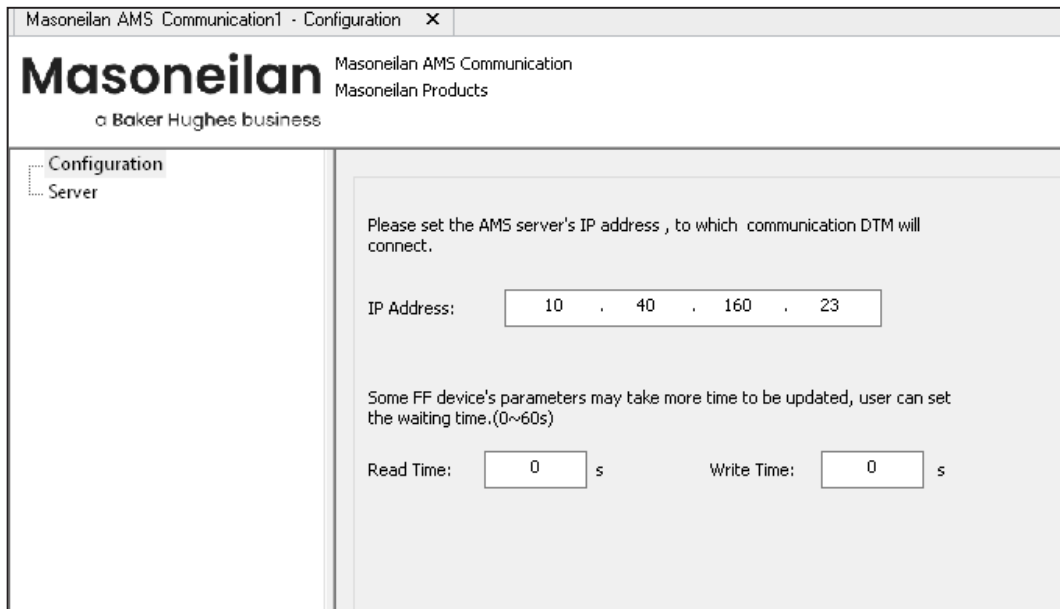 Masoneilan AMS Communication1 - Configuration X
Masoneilan
a Baker Hughes business
Masoneilan AMS Communication
Masoneilan Products
Configuration
Server
Please set the AMS server's IP address , to which communication DTM will
connect.
IP Address: 10 . 40 . 160 . 23
Some FF device's parameters may take more time to be updated, user can set
the waiting time.(0~60s)
Read Time: 0 s Write Time: 0 s